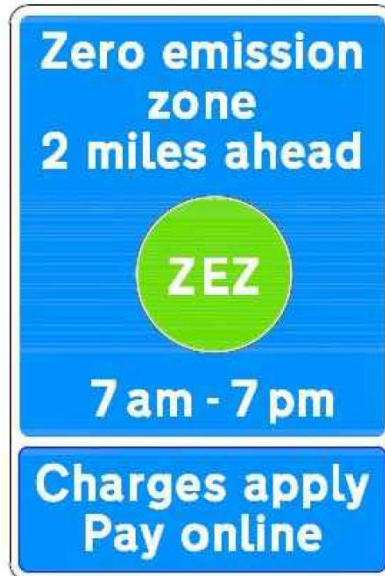 Zero emission
zone
2 miles ahead
ZEZ
7 am - 7 pm
Charges apply
Pay online